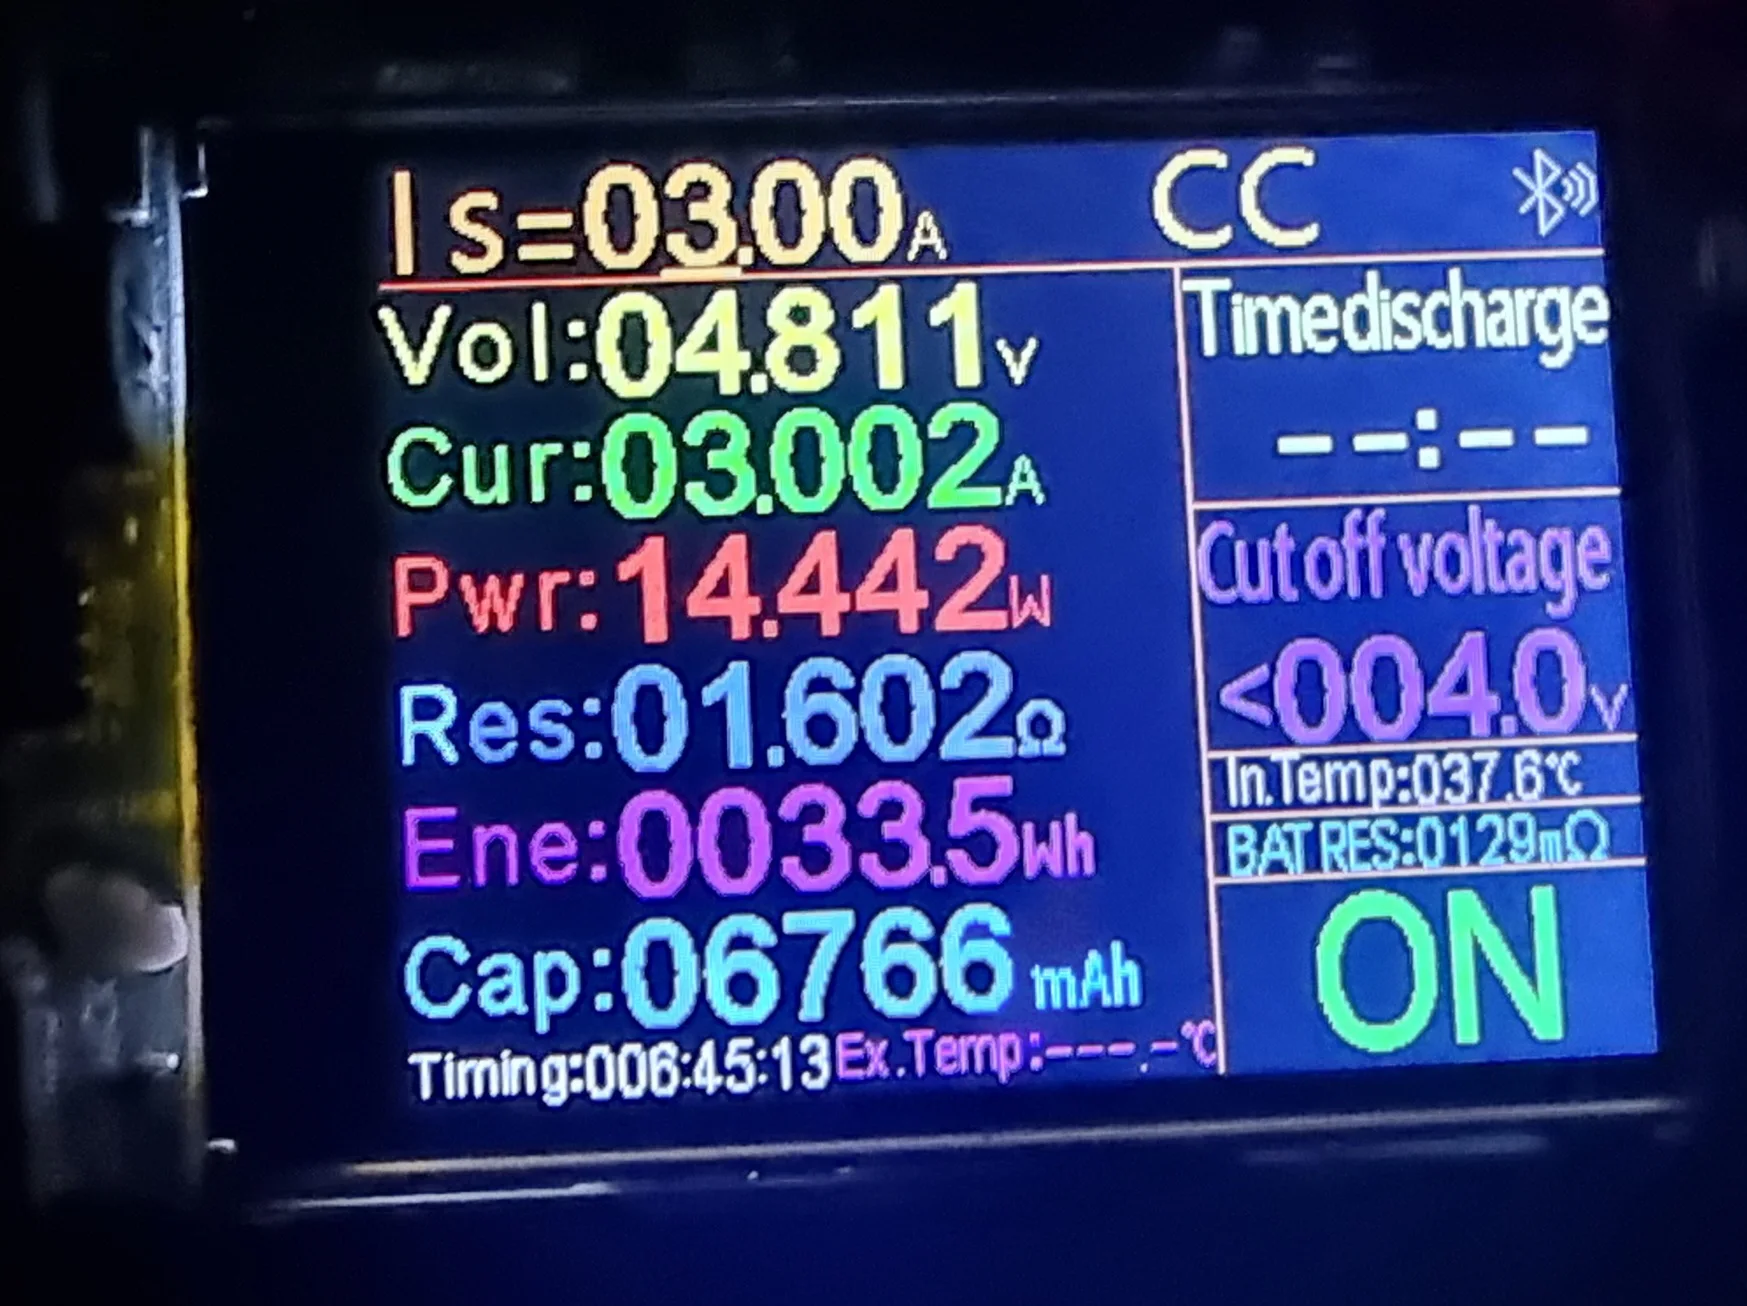 Is=03.00A CC
Vol:04.811V
Cur:03.002A
Pwr:14.442W
Res:01.602Ω
Ene:0033.5Wh
Cap:06766 mAh
Timing:006:45:13 Ex.Temp:---.-℃
Timedischarge
--:--
Cutoff voltage
<004.0V
In.Temp:037.6℃
BAT RES:0129mΩ
ON